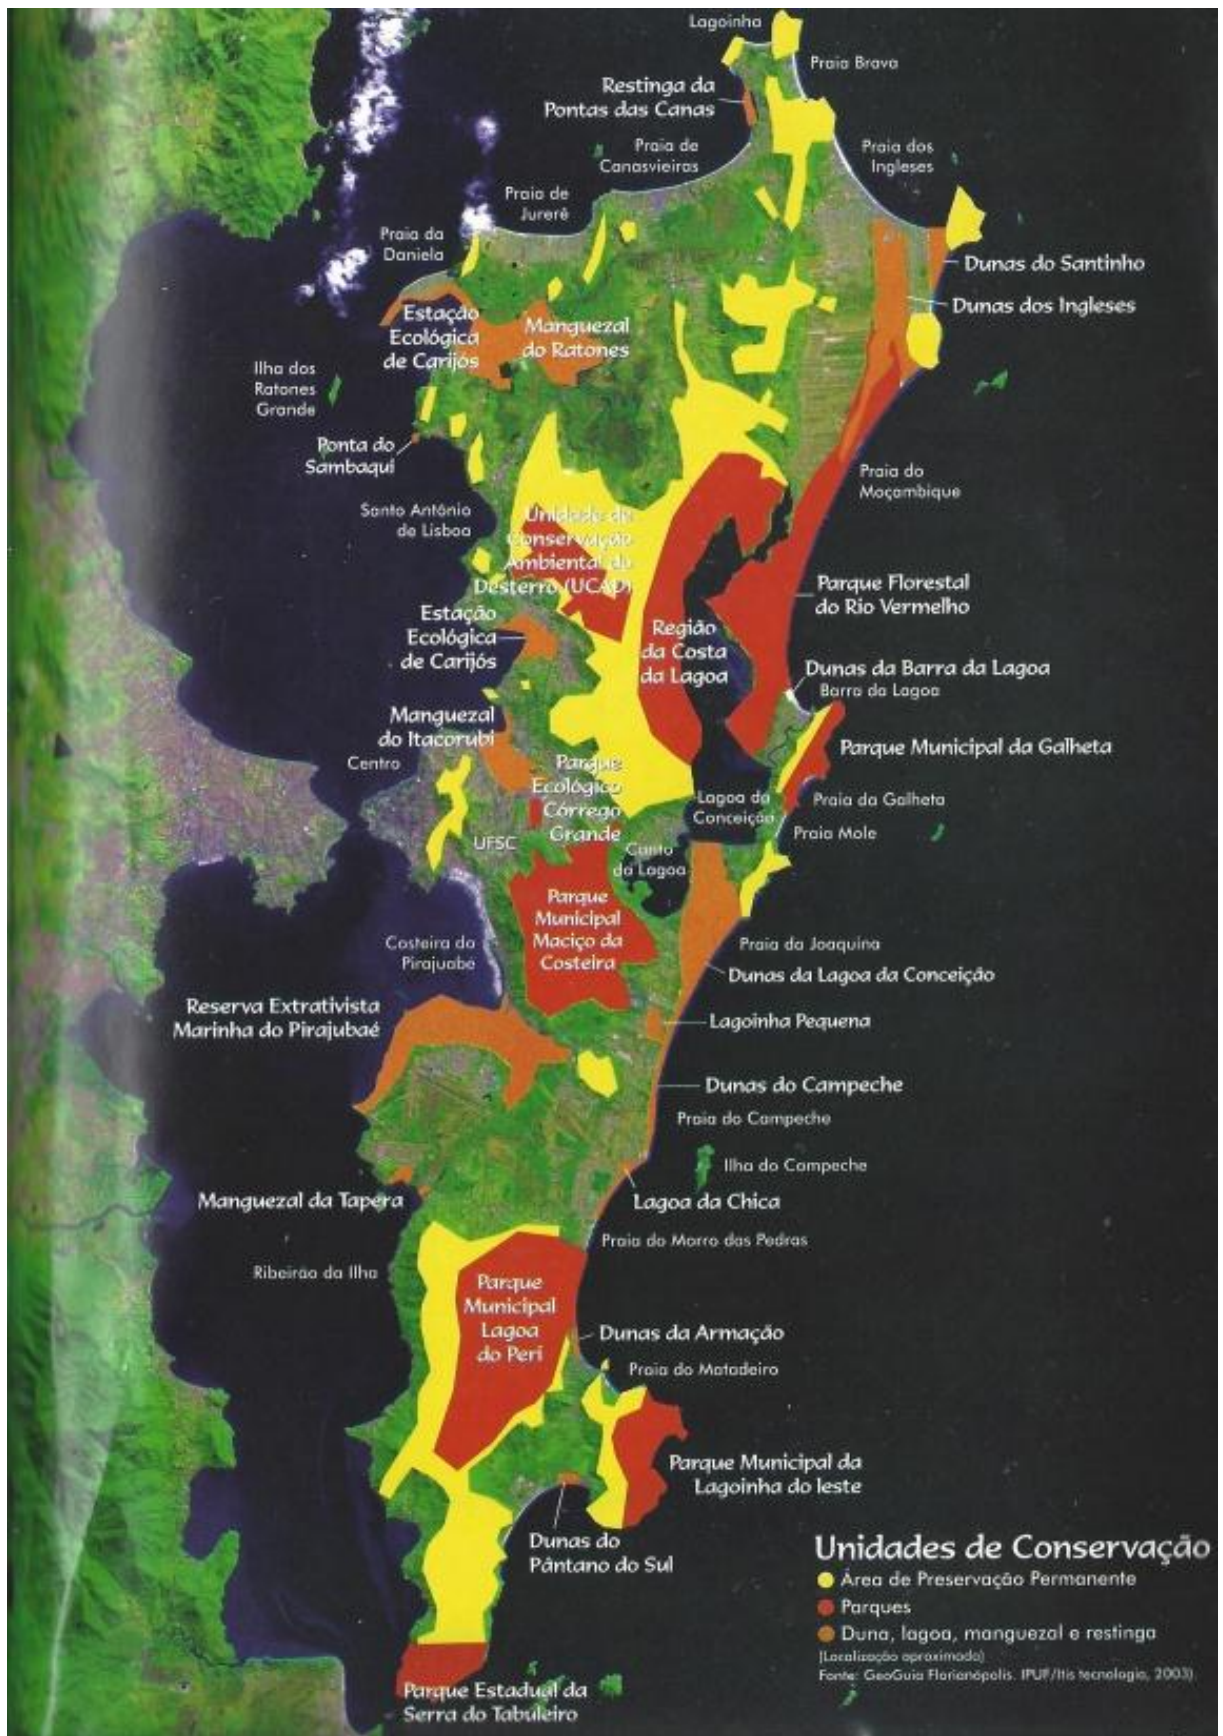 Lagoinha
Praia Brava
Restinga da
Pontas das Canas
Praia de
Canasvieiras
Praia dos
Ingleses
Praia de
Jurerê
Praia da
Daniela
Dunas do Santinho
Dunas dos Ingleses
Estação
Ecológica
de Carijós
Manguezal
do Ratones
Ilha dos
Ratones
Grande
Ponta do
Sambaqui
Praia do
Moçambique
Santo Antônio
de Lisboa
Unidade de
Conservação
Ambiental do
Desterro (UCAD)
Parque Florestal
do Rio Vermelho
Estação
Ecológica
de Carijós
Região
da Costa
da Lagoa
Dunas da Barra da Lagoa
Barra da Lagoa
Manguezal
do Itacorubi
Parque Municipal da Galheta
Centro
Parque
Ecológico
Córrego
Grande
Lagoa da
Conceição
Praia da Galheta
Praia Mole
UFSC
Canto
da Lagoa
Parque
Municipal
Maciço da
Costeira
Costeira do
Pirajubaé
Praia da Joaquina
Dunas da Lagoa da Conceição
Reserva Extrativista
Marinha do Pirajubaé
Lagoinha Pequena
Dunas do Campeche
Praia do Campeche
Ilha do Campeche
Manguezal da Tapera
Lagoa da Chica
Praia do Morro das Pedras
Ribeirão da Ilha
Parque
Municipal
Lagoa
do Peri
Dunas da Armação
Praia do Matadeiro
Parque Municipal da
Lagoinha do leste
Dunas do
Pântano do Sul
Unidades de Conservação
Área de Preservação Permanente
Parques
Duna, lagoa, manguezal e restinga
(Localização aproximada)
Fonte: GeoGuia Florianópolis. IPUF/Itis tecnologia, 2003).
Parque Estadual da
Serra do Tabuleiro